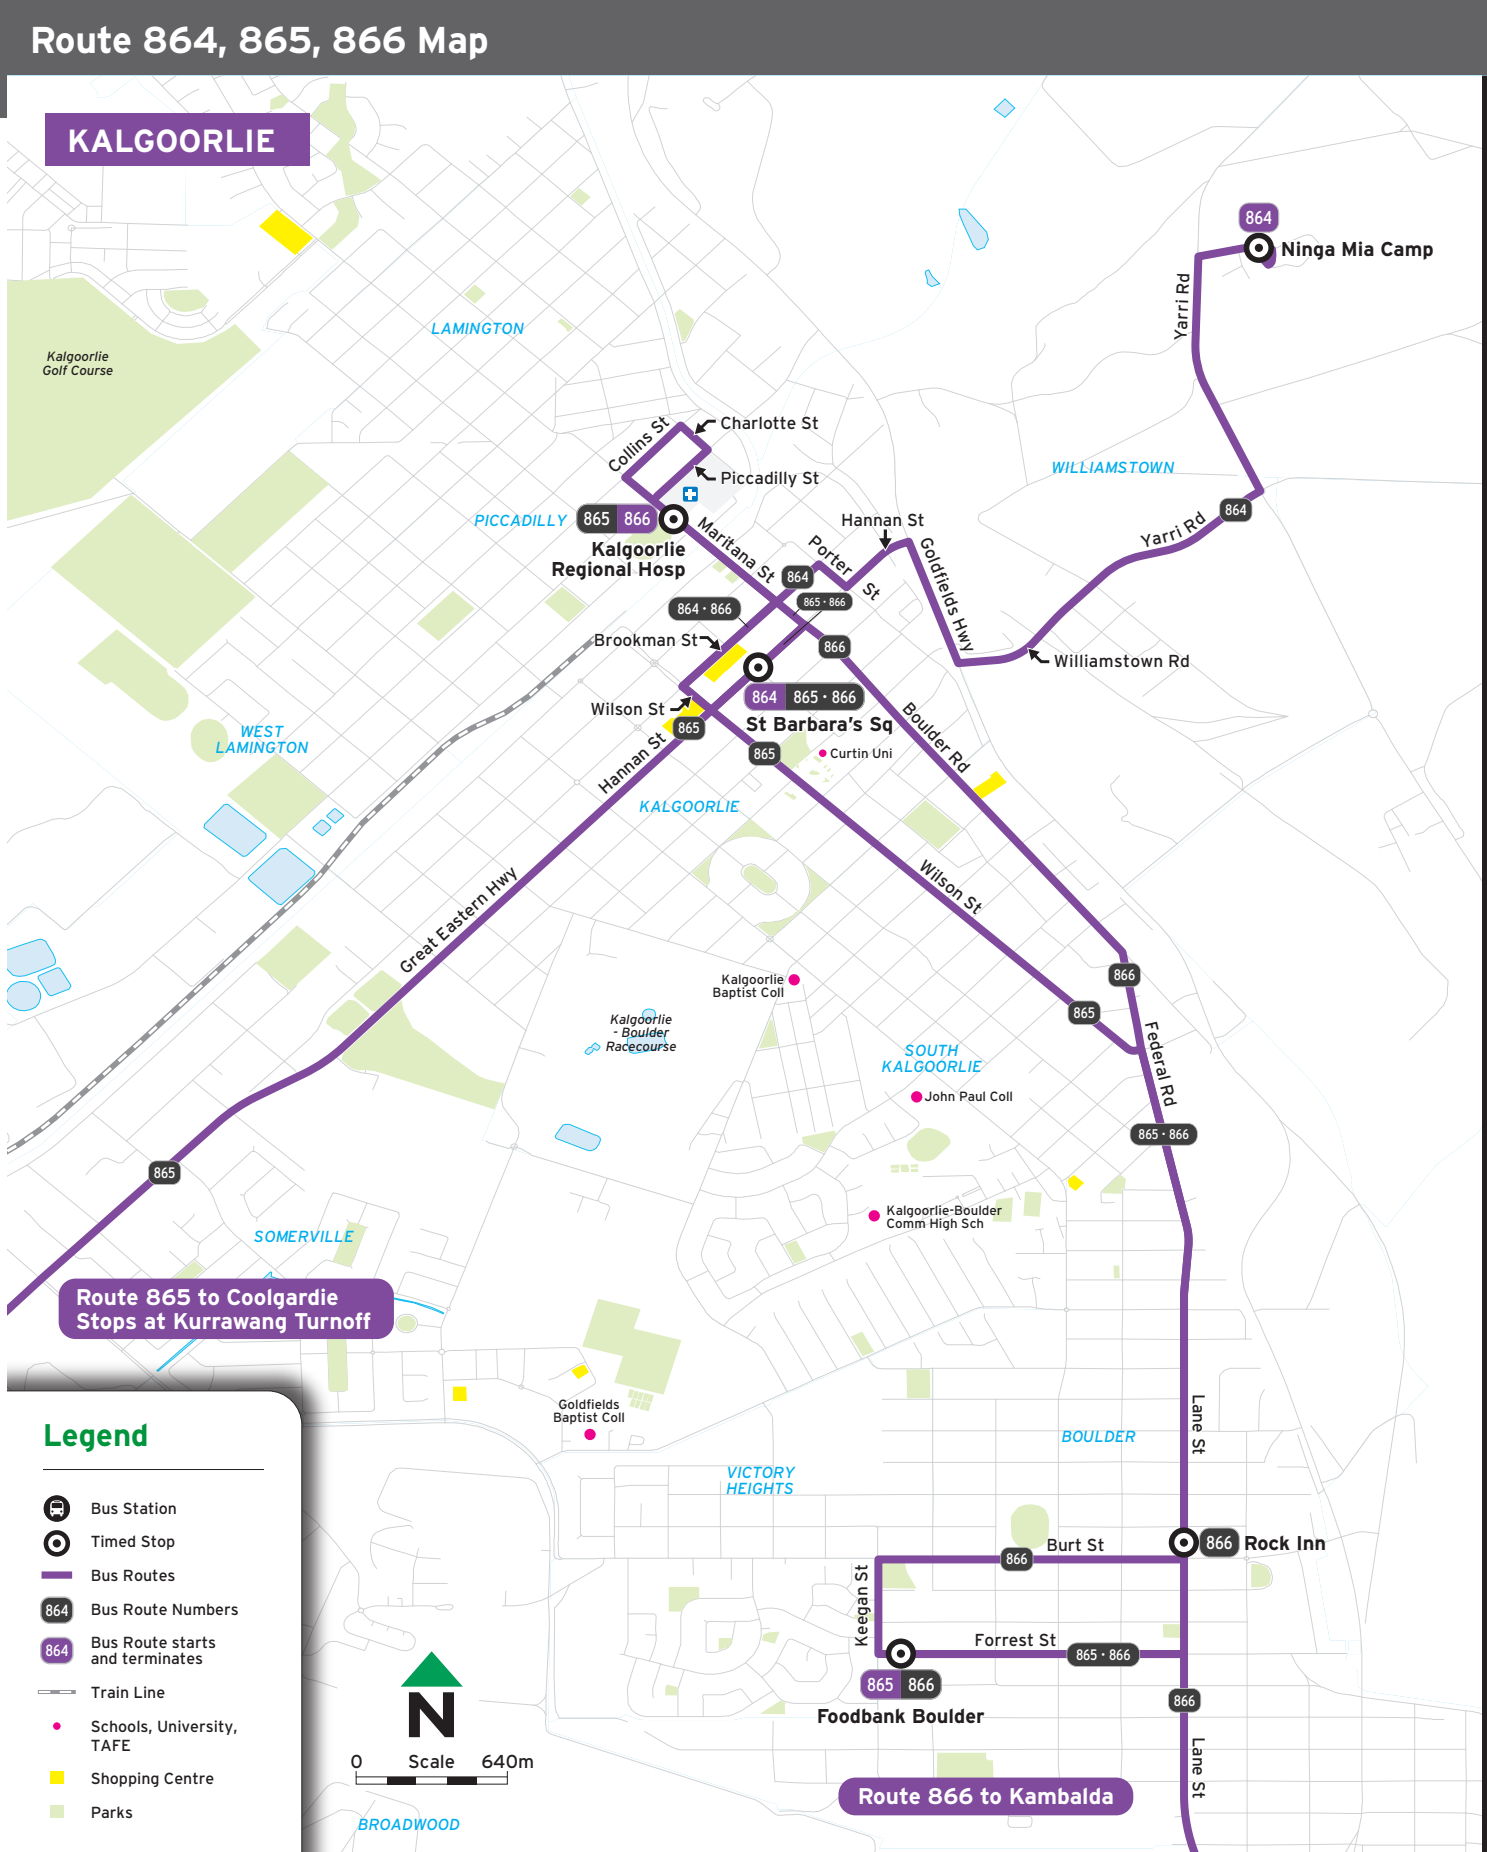 Route 864, 865, 866 Map
KALGOORLIE
864
Ninga Mia Camp
Yarri Rd
LAMINGTON
Kalgoorlie
Golf Course
Collins St
Charlotte St
Piccadilly St
WILLIAMSTOWN
864
Yarri Rd
PICCADILLY
865 866
Kalgoorlie
Regional Hosp
Maritana St
Hannan St
Porter
St
Goldfields Hwy
864
865 • 866
864 • 866
Brookman St
866
Williamstown Rd
Wilson St
864 865 • 866
St Barbara's Sq
865
865
Curtin Uni
Boulder Rd
WEST
LAMINGTON
Hannan St
KALGOORLIE
Great Eastern Hwy
Wilson St
Kalgoorlie
Baptist Coll
866
865
Kalgoorlie
- Boulder
Racecourse
SOUTH
KALGOORLIE
Federal Rd
John Paul Coll
865 • 866
865
Kalgoorlie-Boulder
Comm High Sch
SOMERVILLE
Route 865 to Coolgardie
Stops at Kurrawang Turnoff
Goldfields
Baptist Coll
Lane St
BOULDER
VICTORY
HEIGHTS
866
Rock Inn
Burt St
866
Keegan St
Forrest St
865 • 866
865 866
Foodbank Boulder
866
Lane St
Route 866 to Kambalda
Legend
Bus Station
Timed Stop
Bus Routes
864
Bus Route Numbers
864
Bus Route starts
and terminates
Train Line
Schools, University,
TAFE
Shopping Centre
Parks
N
0 Scale 640m
BROADWOOD